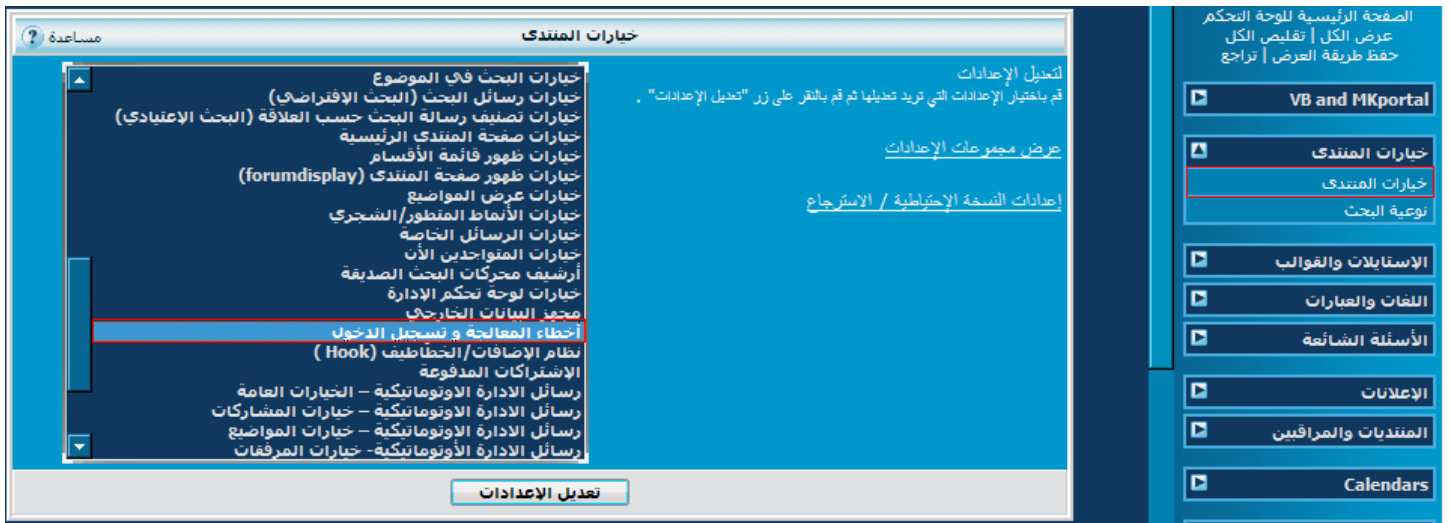 الصفحة الرئيسية للوحة التحكم
عرض الكل | تقليص الكل
حفظ طريقة العرض | تراجع
VB and MKportal
خيارات المنتدى
خيارات المنتدى
نوعية البحث
الإستايلات والقوالب
اللغات والعبارات
الأسئلة الشائعة
الإعلانات
المنتديات والمراقبين
Calendars
خيارات المنتدى
مساعدة
لتعديل الإعدادات
قم باختيار الإعدادات التي تريد تعديلها ثم قم بالنقر على زر "تعديل الإعدادات" .
عرض مجموعات الإعدادات
إعدادات النسخة الإحتياطية / الاسترجاع
خيارات البحث في الموضوع
خيارات رسائل البحث (البحث الإفتراضي)
خيارات تصنيف رسالة البحث حسب العلاقة (البحث الإعتيادي)
خيارات صفحة المنتدى الرئيسية
خيارات ظهور قائمة الأقسام
خيارات ظهور صفحة المنتدى (forumdisplay)
خيارات عرض المواضيع
خيارات الأنماط المتطور/الشجري
خيارات الرسائل الخاصة
خيارات المتواجدين الأن
أرشيف محركات البحث الصديقة
خيارات لوحة تحكم الإدارة
مجهز البيانات الخارجي
أخطاء المعالجة و تسجيل الدخول
نظام الإضافات/الخطاطيف (Hook )
الإشتراكات المدفوعة
رسائل الادارة الاوتوماتيكية – الخيارات العامة
رسائل الادارة الاوتوماتيكية – خيارات المشاركات
رسائل الادارة الاوتوماتيكية – خيارات المواضيع
رسائل الادارة الأوتوماتيكية- خيارات المرفقات
تعديل الإعدادات